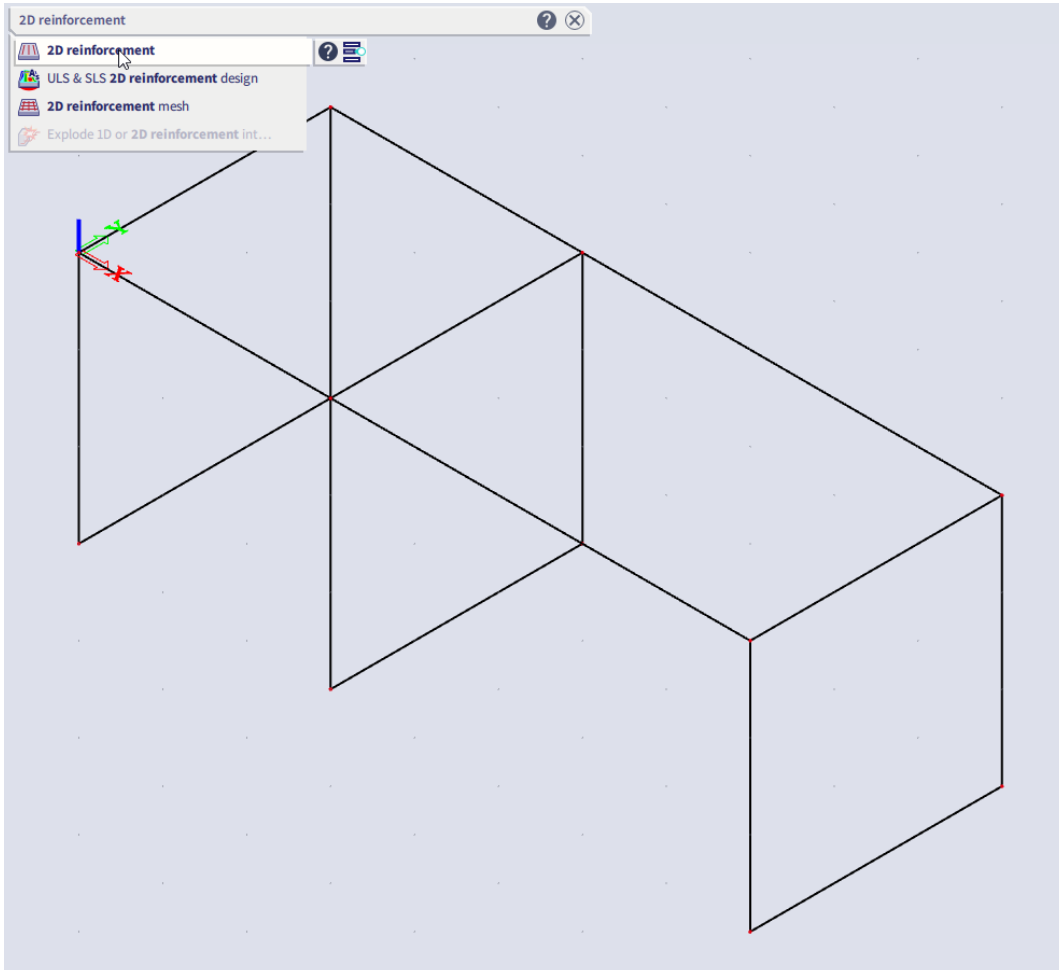 2D reinforcement
2D reinforcement
ULS & SLS 2D reinforcement design
2D reinforcement mesh
Explode 1D or 2D reinforcement int...